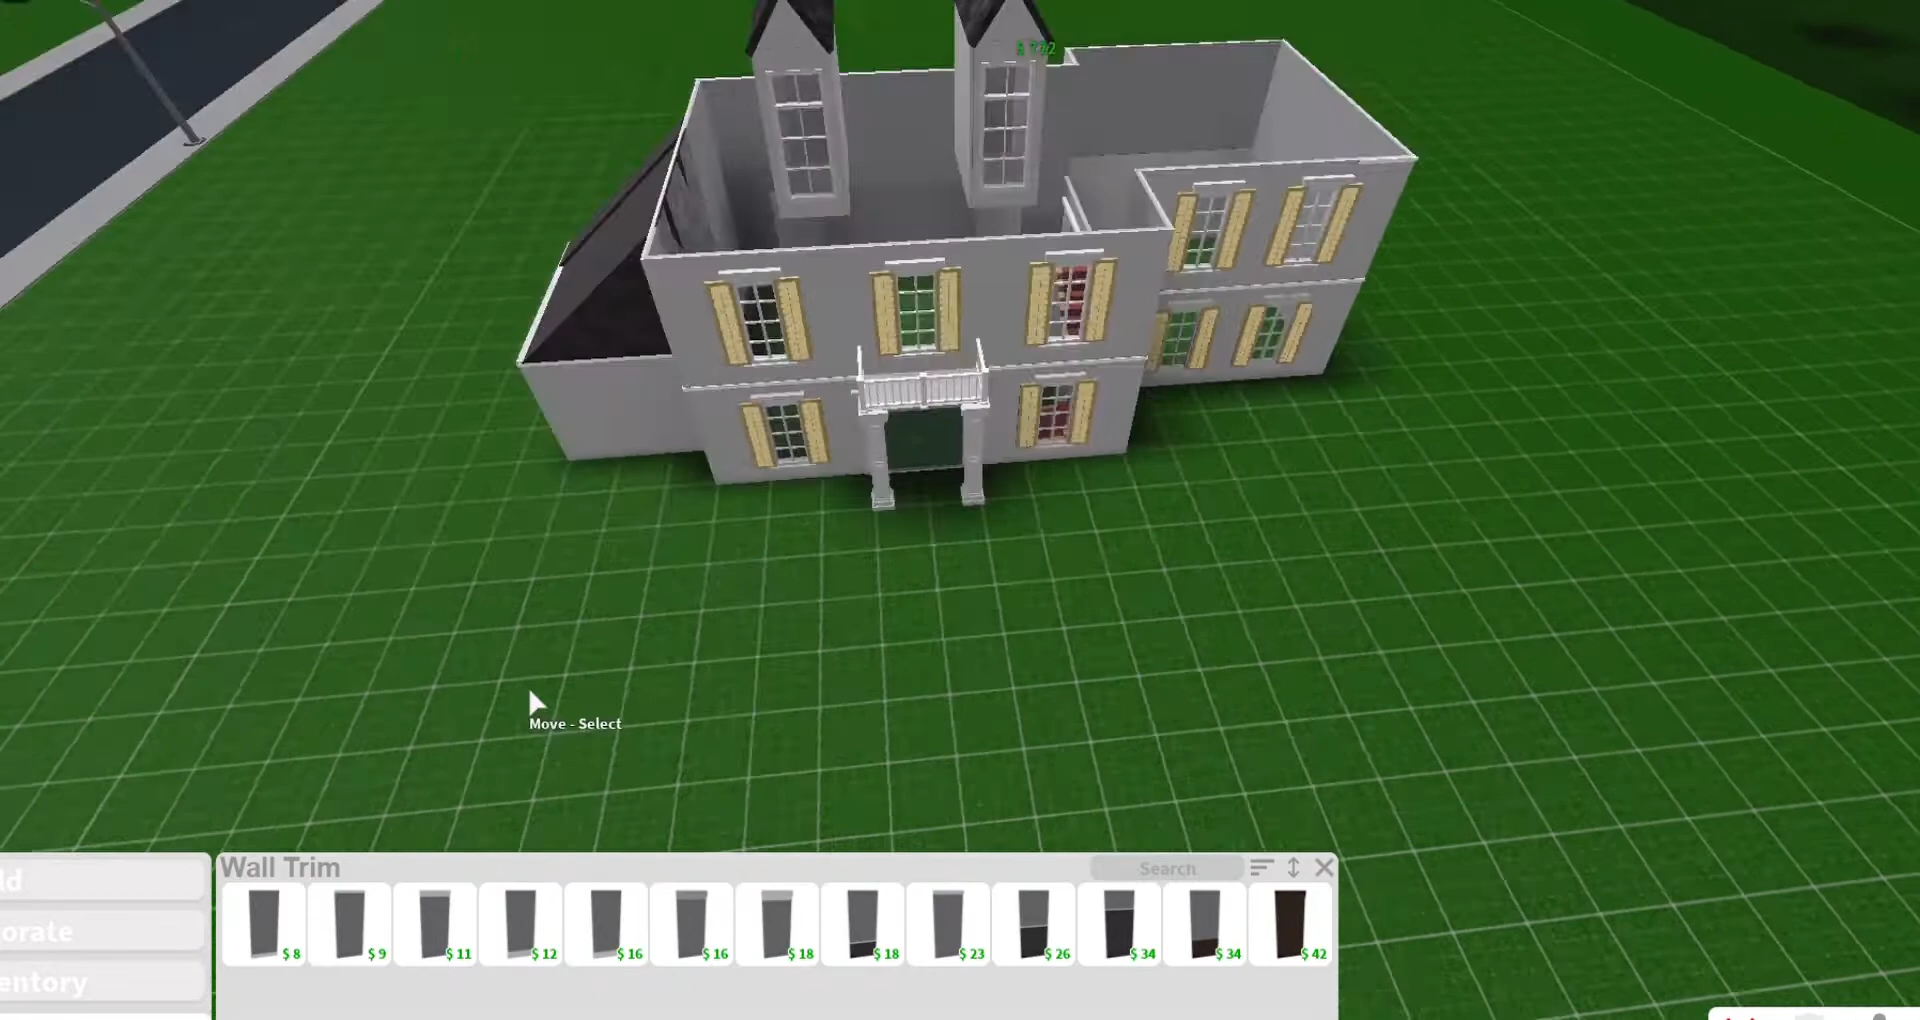 Move - Select
ld
Wall Trim
Search
orate
entory
$ 8
$ 9
$ 11
$ 12
$ 16
$ 16
$ 18
$ 18
$ 23
$ 26
$ 34
$ 34
$ 42